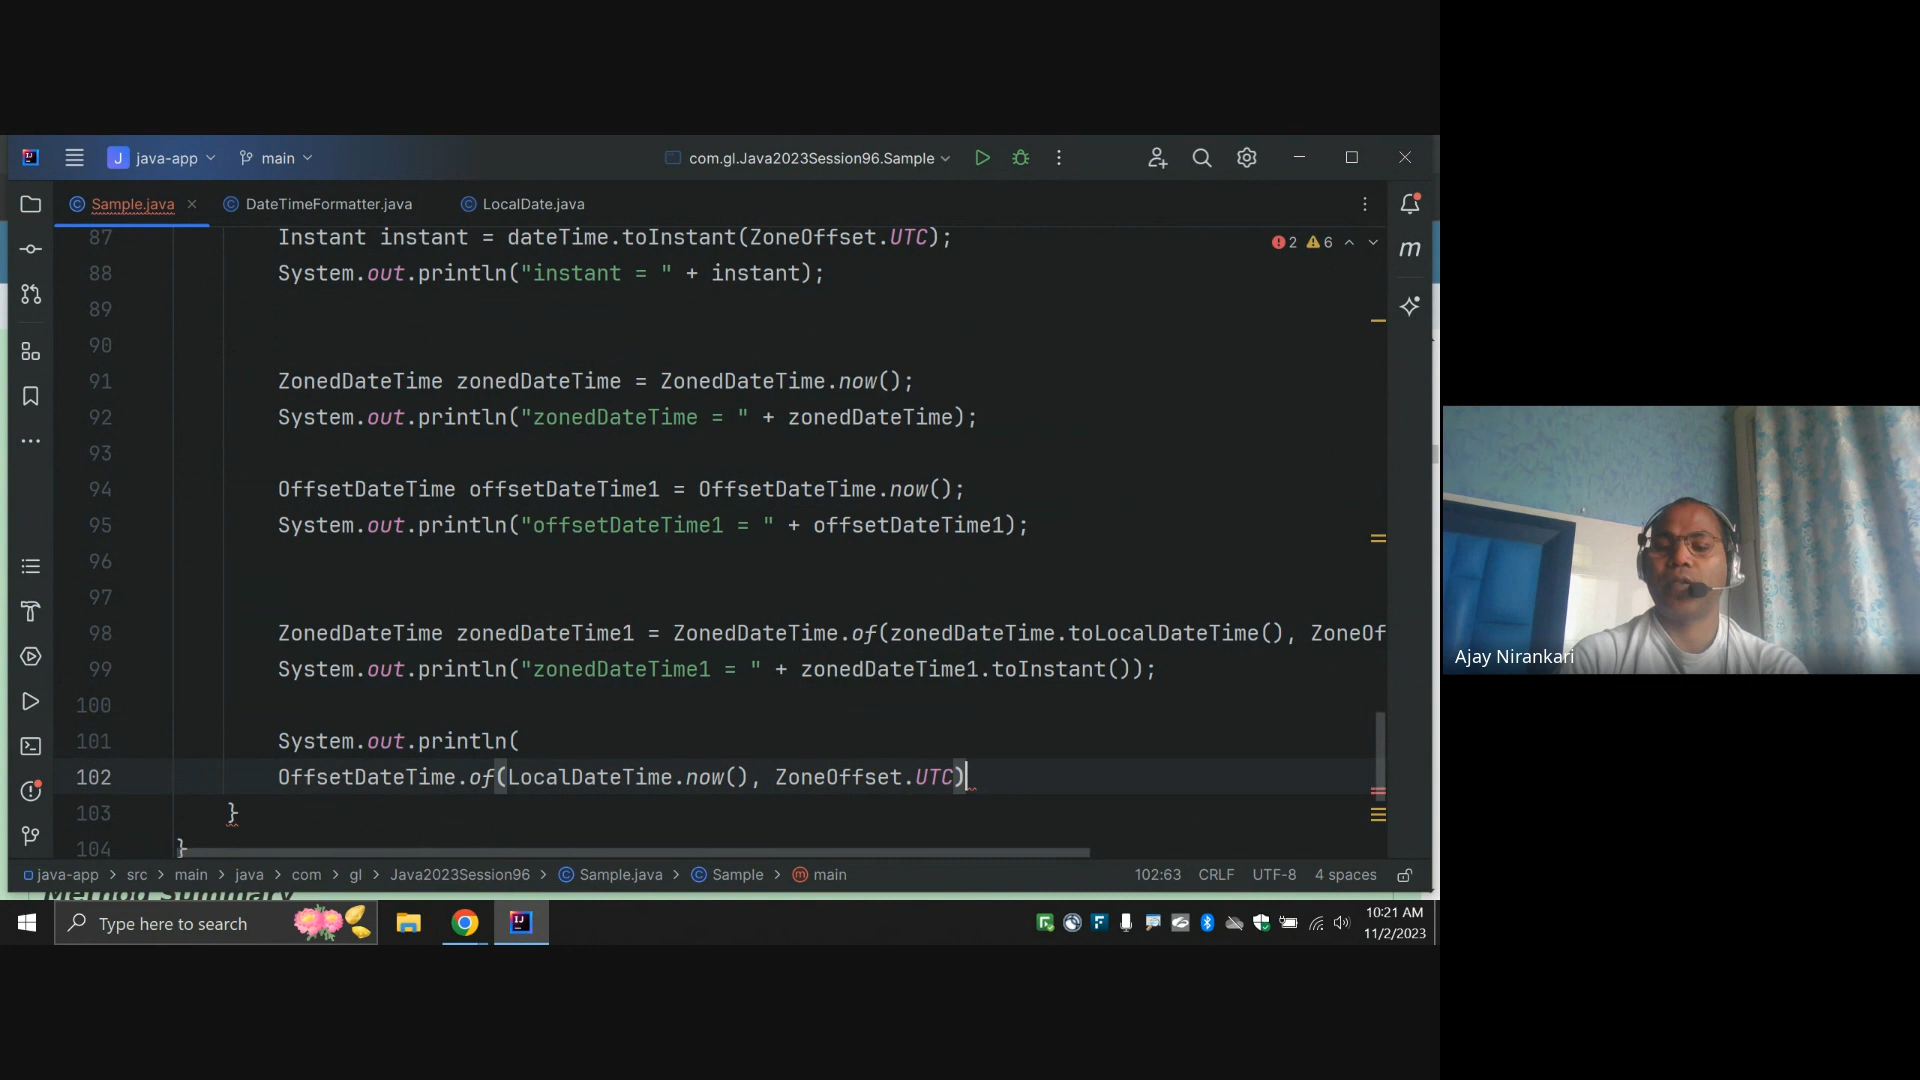 J java-app main com.gl.Java2023Session96.Sample
Sample.java DateTimeFormatter.java LocalDate.java
2 6
87 Instant instant = dateTime.toInstant(ZoneOffset.UTC);
88 System.out.println("instant = " + instant);
89
90
91 ZonedDateTime zonedDateTime = ZonedDateTime.now();
92 System.out.println("zonedDateTime = " + zonedDateTime);
93
94 OffsetDateTime offsetDateTime1 = OffsetDateTime.now();
95 System.out.println("offsetDateTime1 = " + offsetDateTime1);
96
97
98 ZonedDateTime zonedDateTime1 = ZonedDateTime.of(zonedDateTime.toLocalDateTime(), ZoneOf
99 System.out.println("zonedDateTime1 = " + zonedDateTime1.toInstant());
100
101 System.out.println(
102 OffsetDateTime.of(LocalDateTime.now(), ZoneOffset.UTC)
103 }
104 }
java-app > src > main > java > com > gl > Java2023Session96 > Sample.java > Sample > main 102:63 CRLF UTF-8 4 spaces
Method Summary
Type here to search
10:21 AM
11/2/2023
Ajay Nirankari